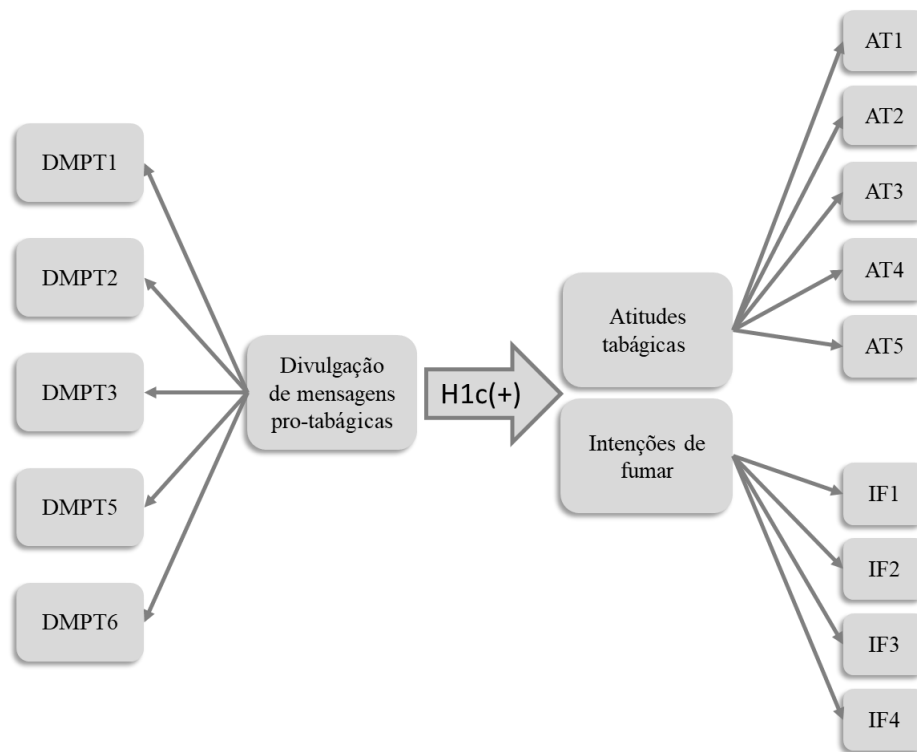 DMPT1
DMPT2
DMPT3
DMPT5
DMPT6
Divulgação
de mensagens
pro-tabágicas
H1c(+)
Atitudes
tabágicas
Intenções de
fumar
AT1
AT2
AT3
AT4
AT5
IF1
IF2
IF3
IF4